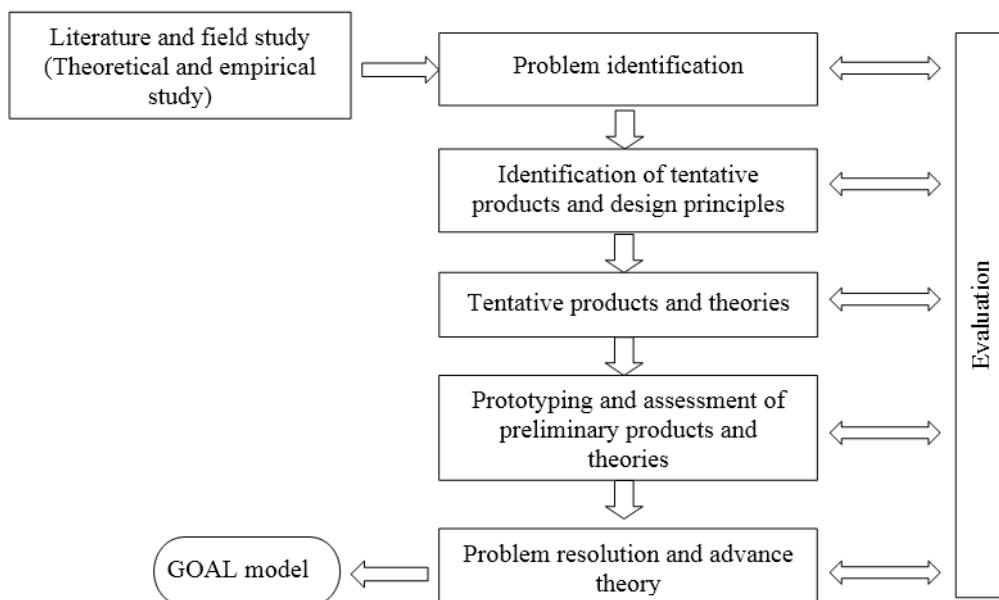 Literature and field study
(Theoretical and empirical
study)
Problem identification
Identification of tentative
products and design principles
Tentative products and theories
Prototyping and assessment of
preliminary products and
theories
Problem resolution and advance
theory
GOAL model
Evaluation